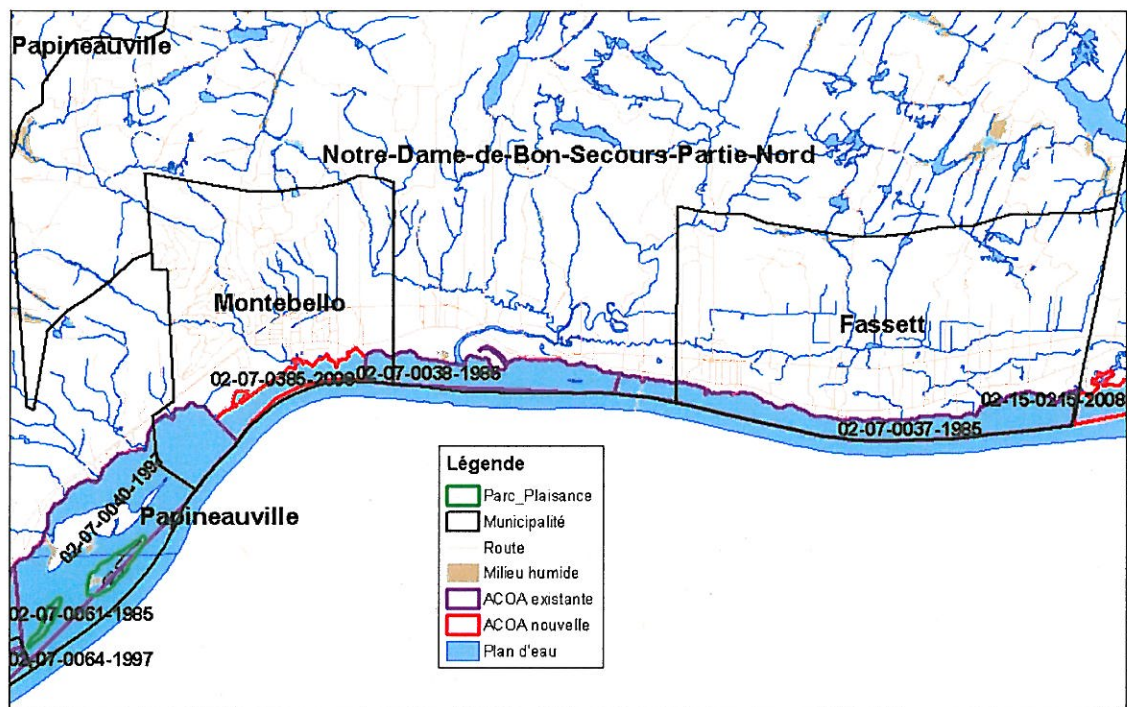 Papineauville
Notre-Dame-de-Bon-Secours-Partie-Nord
Montebello
Fassett
02-07-0385-2008
02-07-0038-1986
02-15-0215-2008
02-07-0037-1985
02-07-0040-1997
Papineauville
02-07-0061-1985
02-07-0064-1997
Légende
Parc_Plaisance
Municipalité
Route
Milieu humide
ACOA existante
ACOA nouvelle
Plan d'eau